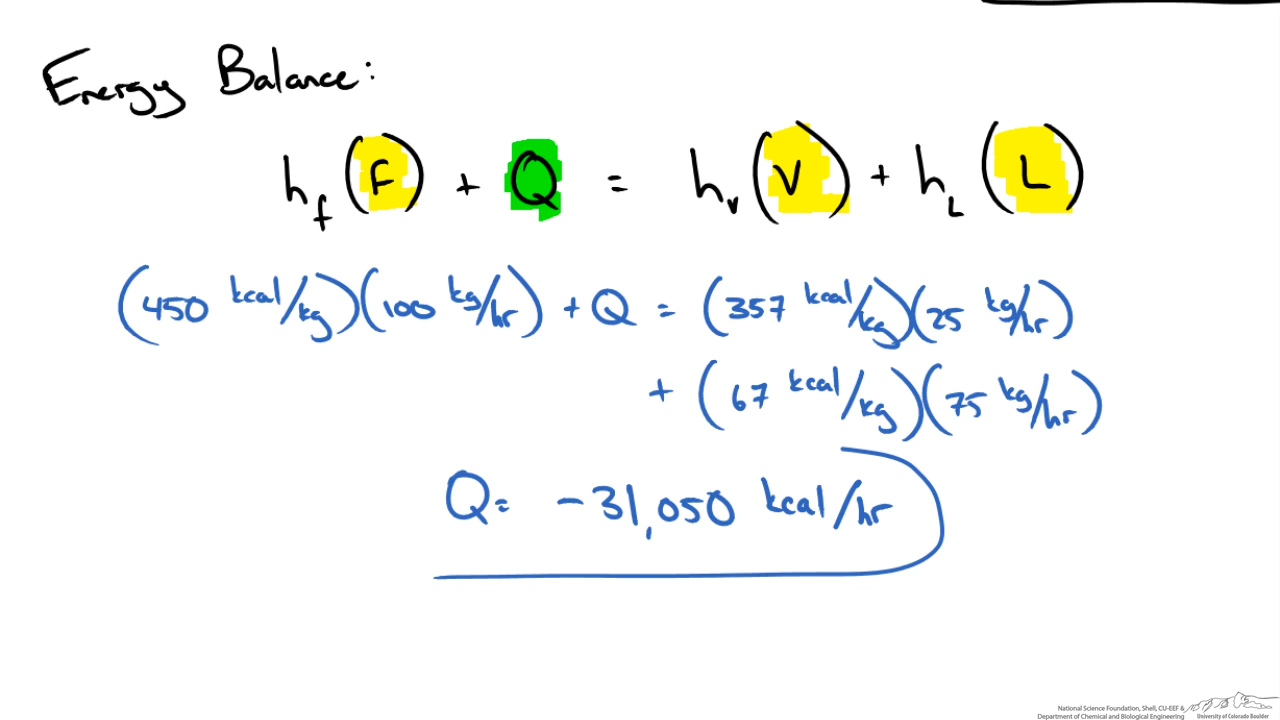 Energy Balance:
h_f (F) + Q = h_v (V) + h_L (L)
(450 kcal/kg)(100 kg/hr) + Q = (357 kcal/kg)(25 kg/hr)
+ (67 kcal/kg)(75 kg/hr)
Q = -31,050 kcal/hr
National Science Foundation, Shell, CU-EEF &
Department of Chemical and Biological Engineering
University of Colorado Boulder